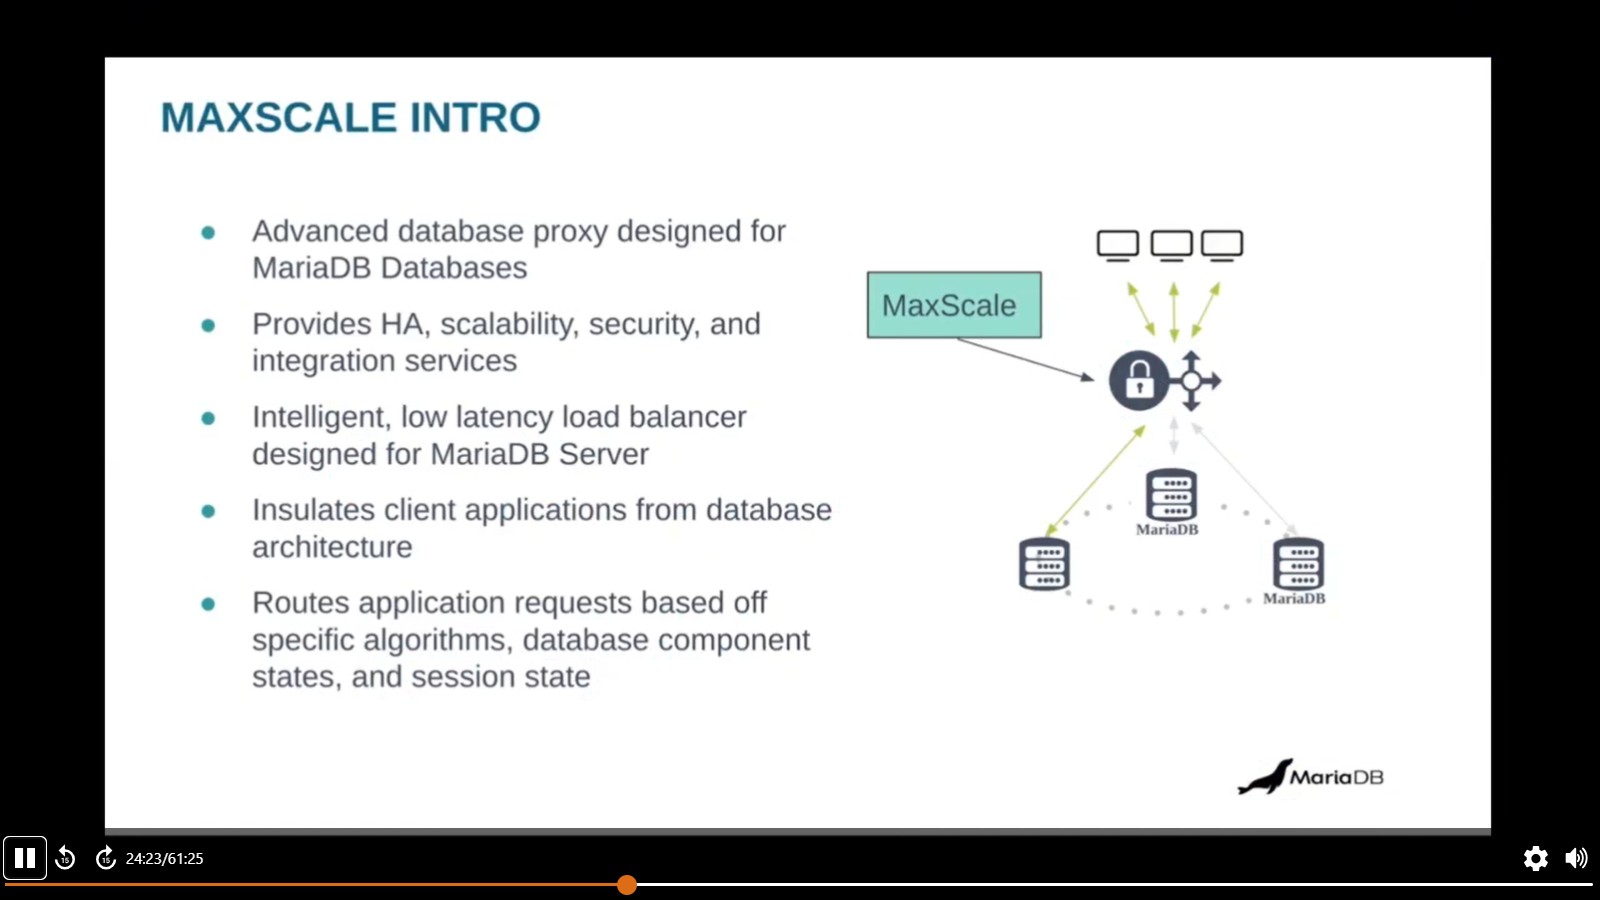 MAXSCALE INTRO
● Advanced database proxy designed for
MariaDB Databases
● Provides HA, scalability, security, and
integration services
● Intelligent, low latency load balancer
designed for MariaDB Server
● Insulates client applications from database
architecture
● Routes application requests based off
specific algorithms, database component
states, and session state
MaxScale
MariaDB
MariaDB
MariaDB
15
15
24:23/61:25